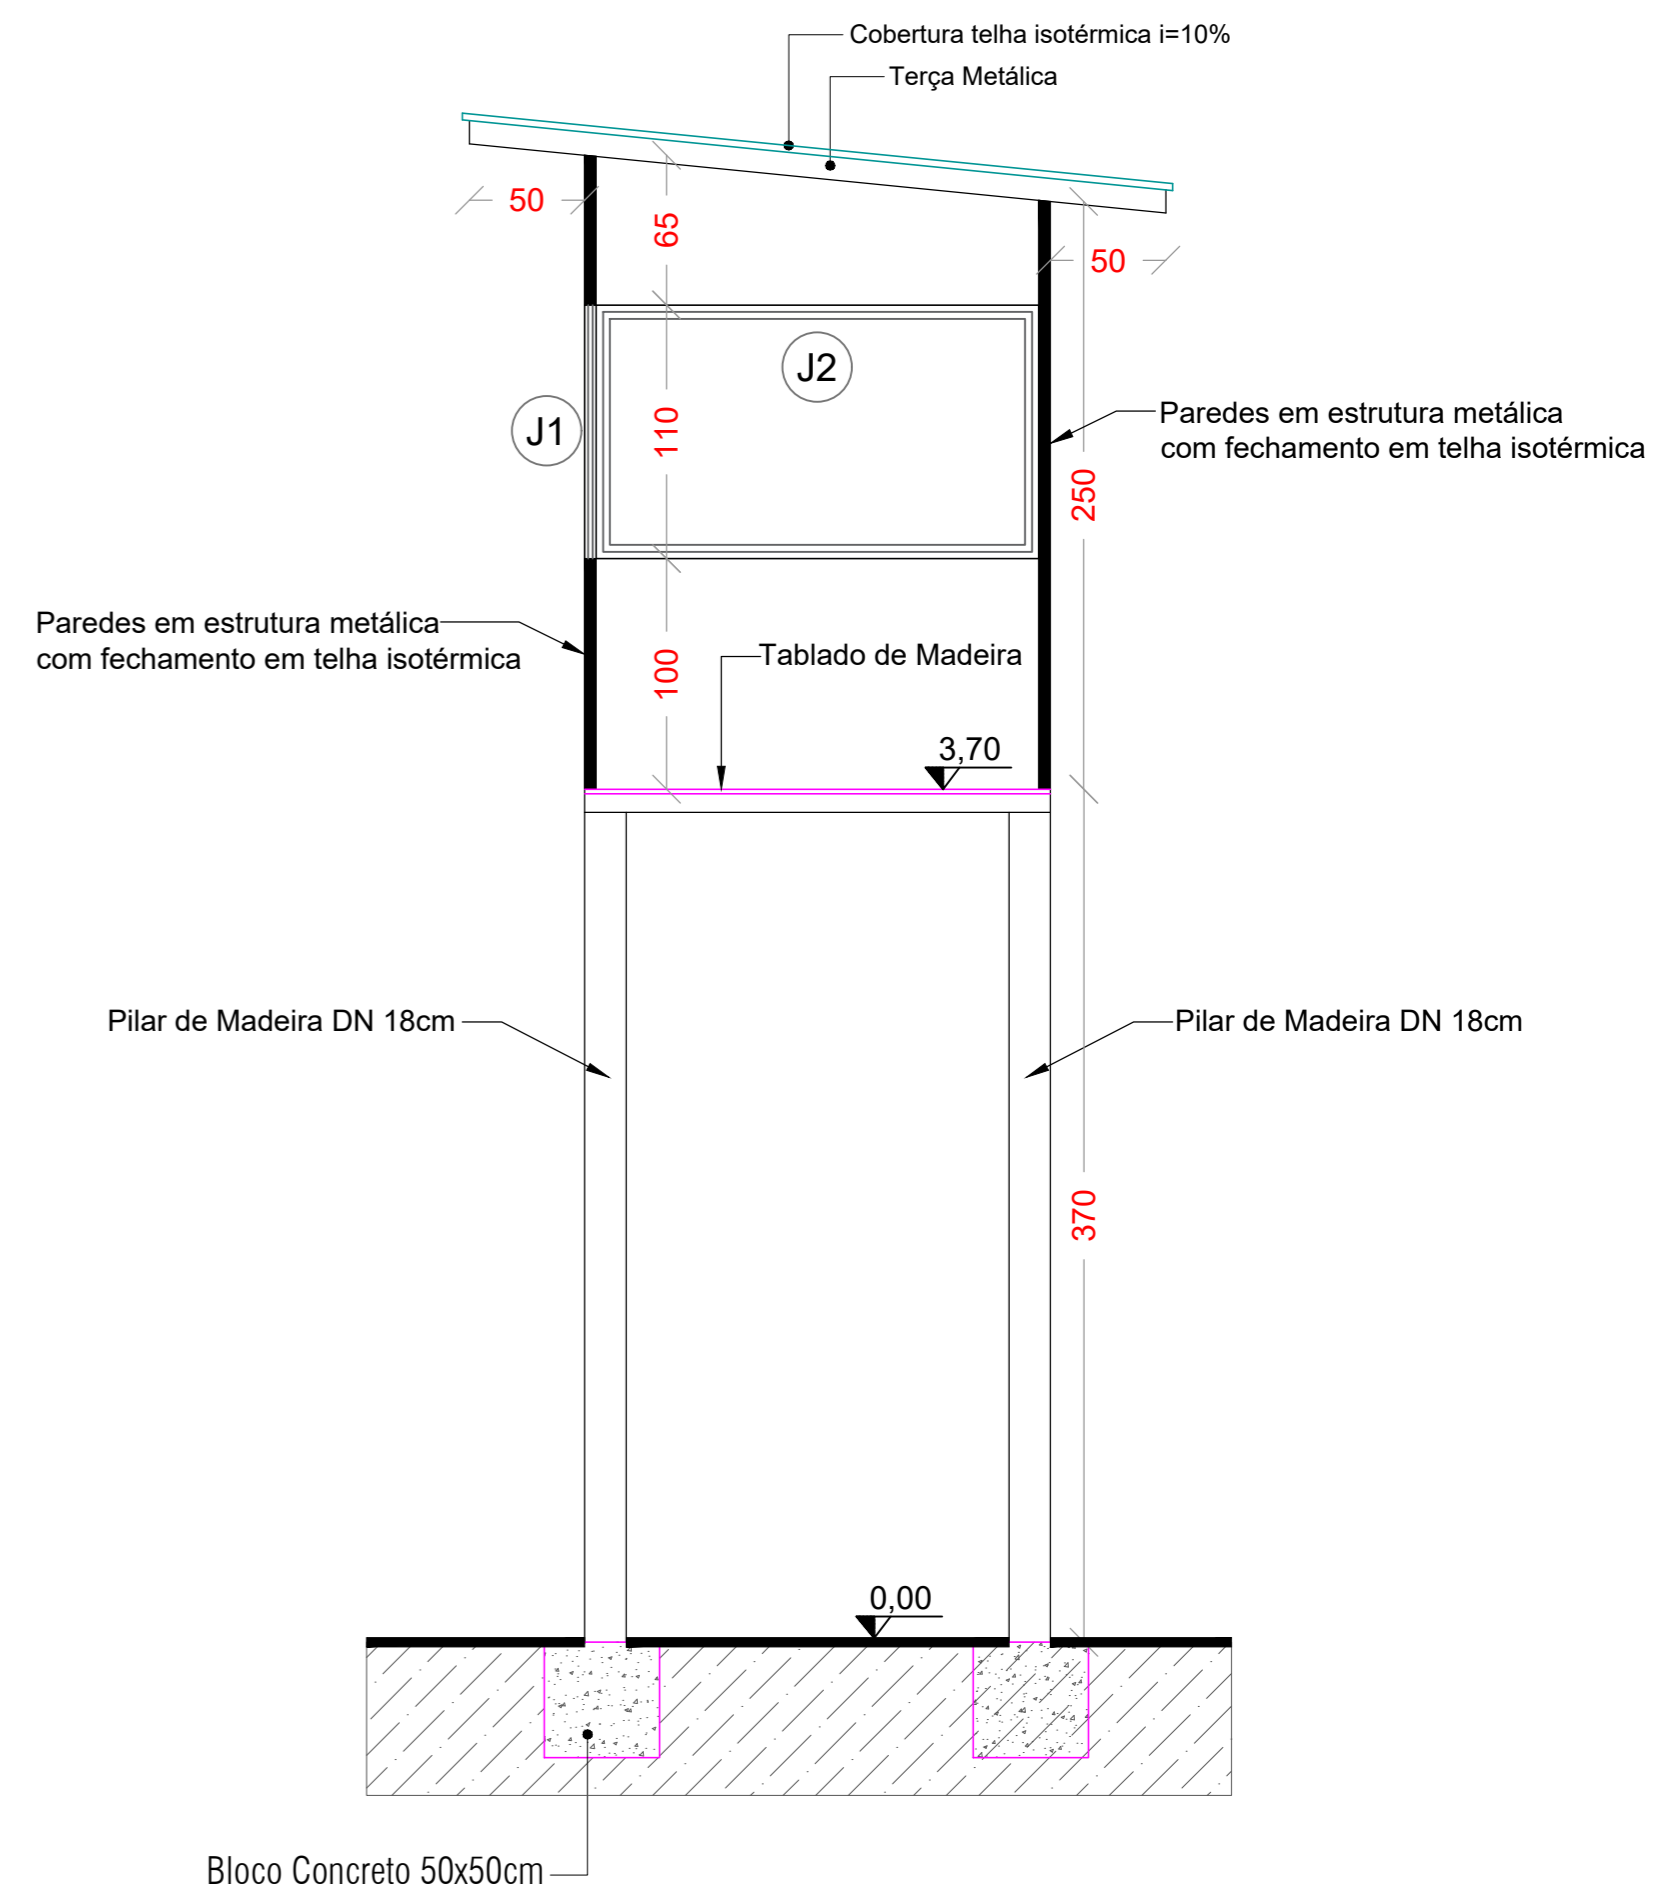 Cobertura telha isotérmica i=10%
Terça Metálica
50
65
50
J2
J1
110
Paredes em estrutura metálica
com fechamento em telha isotérmica
250
Paredes em estrutura metálica
com fechamento em telha isotérmica
100
Tablado de Madeira
3,70
Pilar de Madeira DN 18cm
Pilar de Madeira DN 18cm
370
0,00
Bloco Concreto 50x50cm